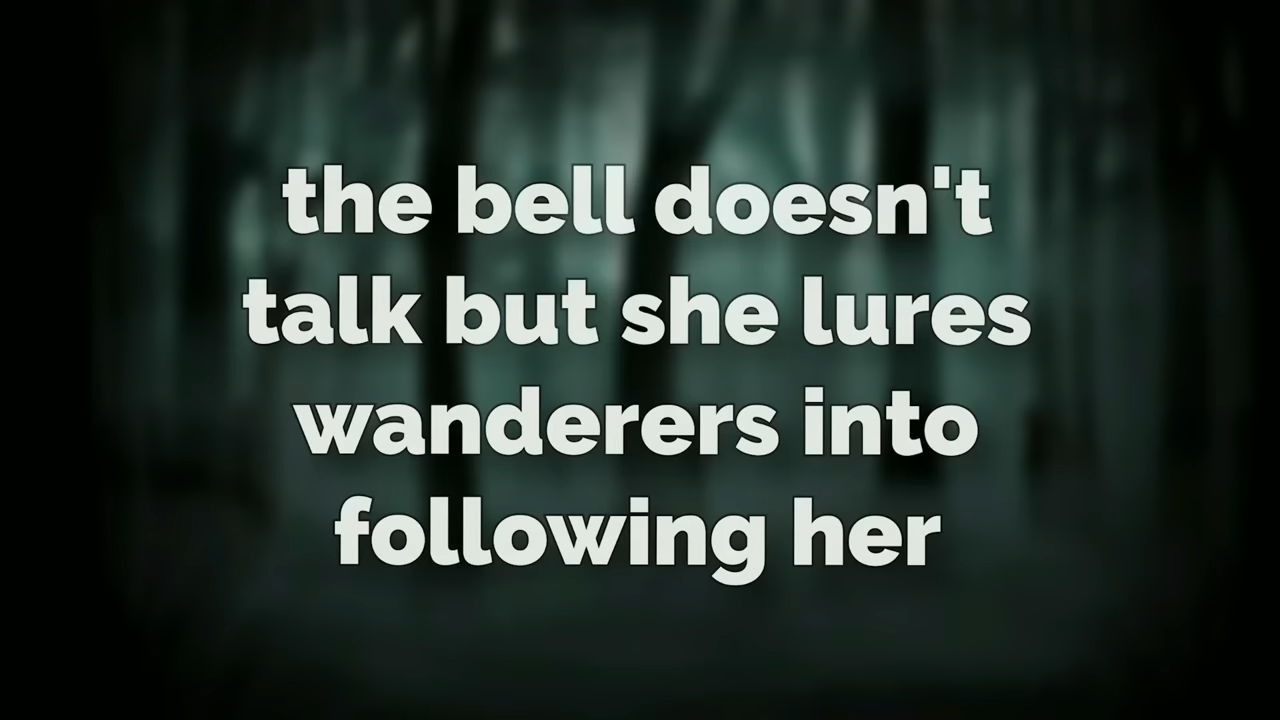 the bell doesn't
talk but she lures
wanderers into
following her